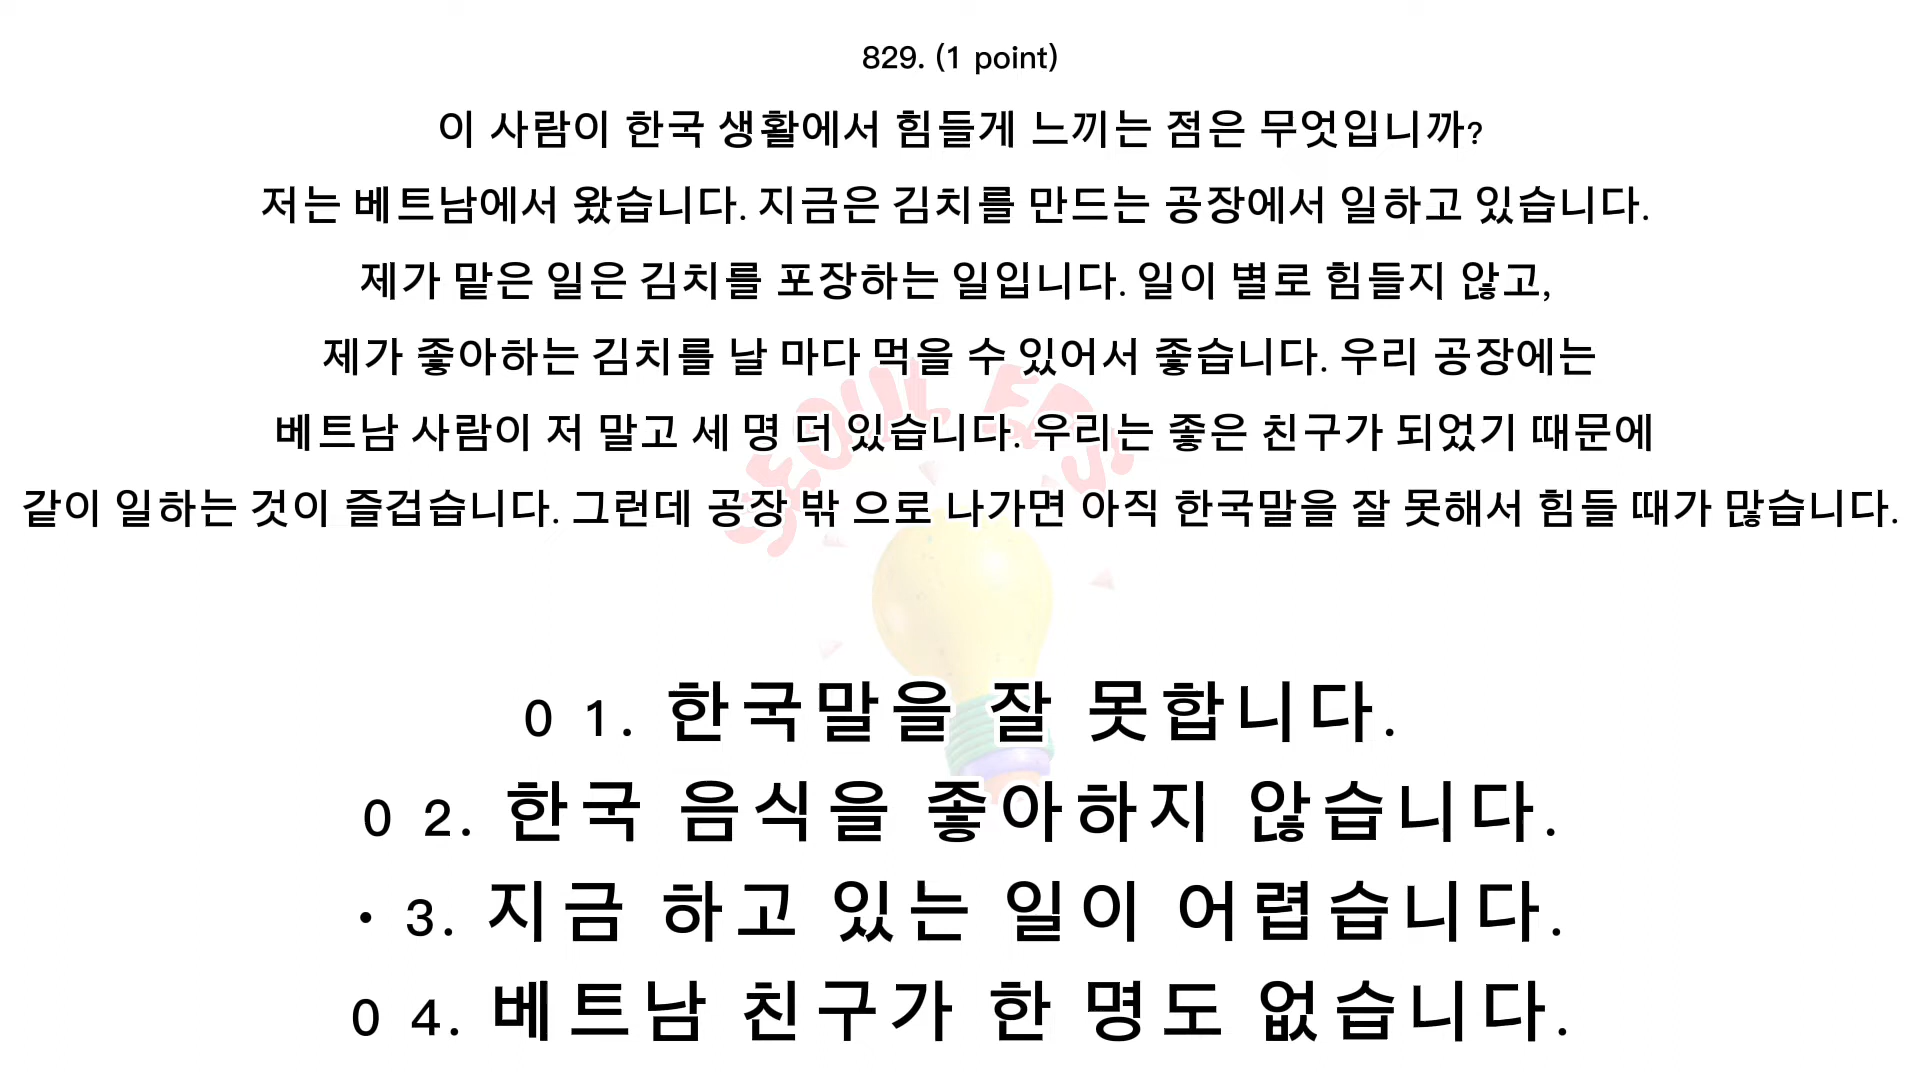 829. (1 point)
이 사람이 한국 생활에서 힘들게 느끼는 점은 무엇입니까?
저는 베트남에서 왔습니다. 지금은 김치를 만드는 공장에서 일하고 있습니다.
제가 맡은 일은 김치를 포장하는 일입니다. 일이 별로 힘들지 않고,
제가 좋아하는 김치를 날 마다 먹을 수 있어서 좋습니다. 우리 공장에는
베트남 사람이 저 말고 세 명 더 있습니다. 우리는 좋은 친구가 되었기 때문에
같이 일하는 것이 즐겁습니다. 그런데 공장 밖 으로 나가면 아직 한국말을 잘 못해서 힘들 때가 많습니다.
SEOUL
0 1. 한국말을 잘 못합니다.
0 2. 한국 음식을 좋아하지 않습니다.
• 3. 지금 하고 있는 일이 어렵습니다.
0 4. 베트남 친구가 한 명도 없습니다.